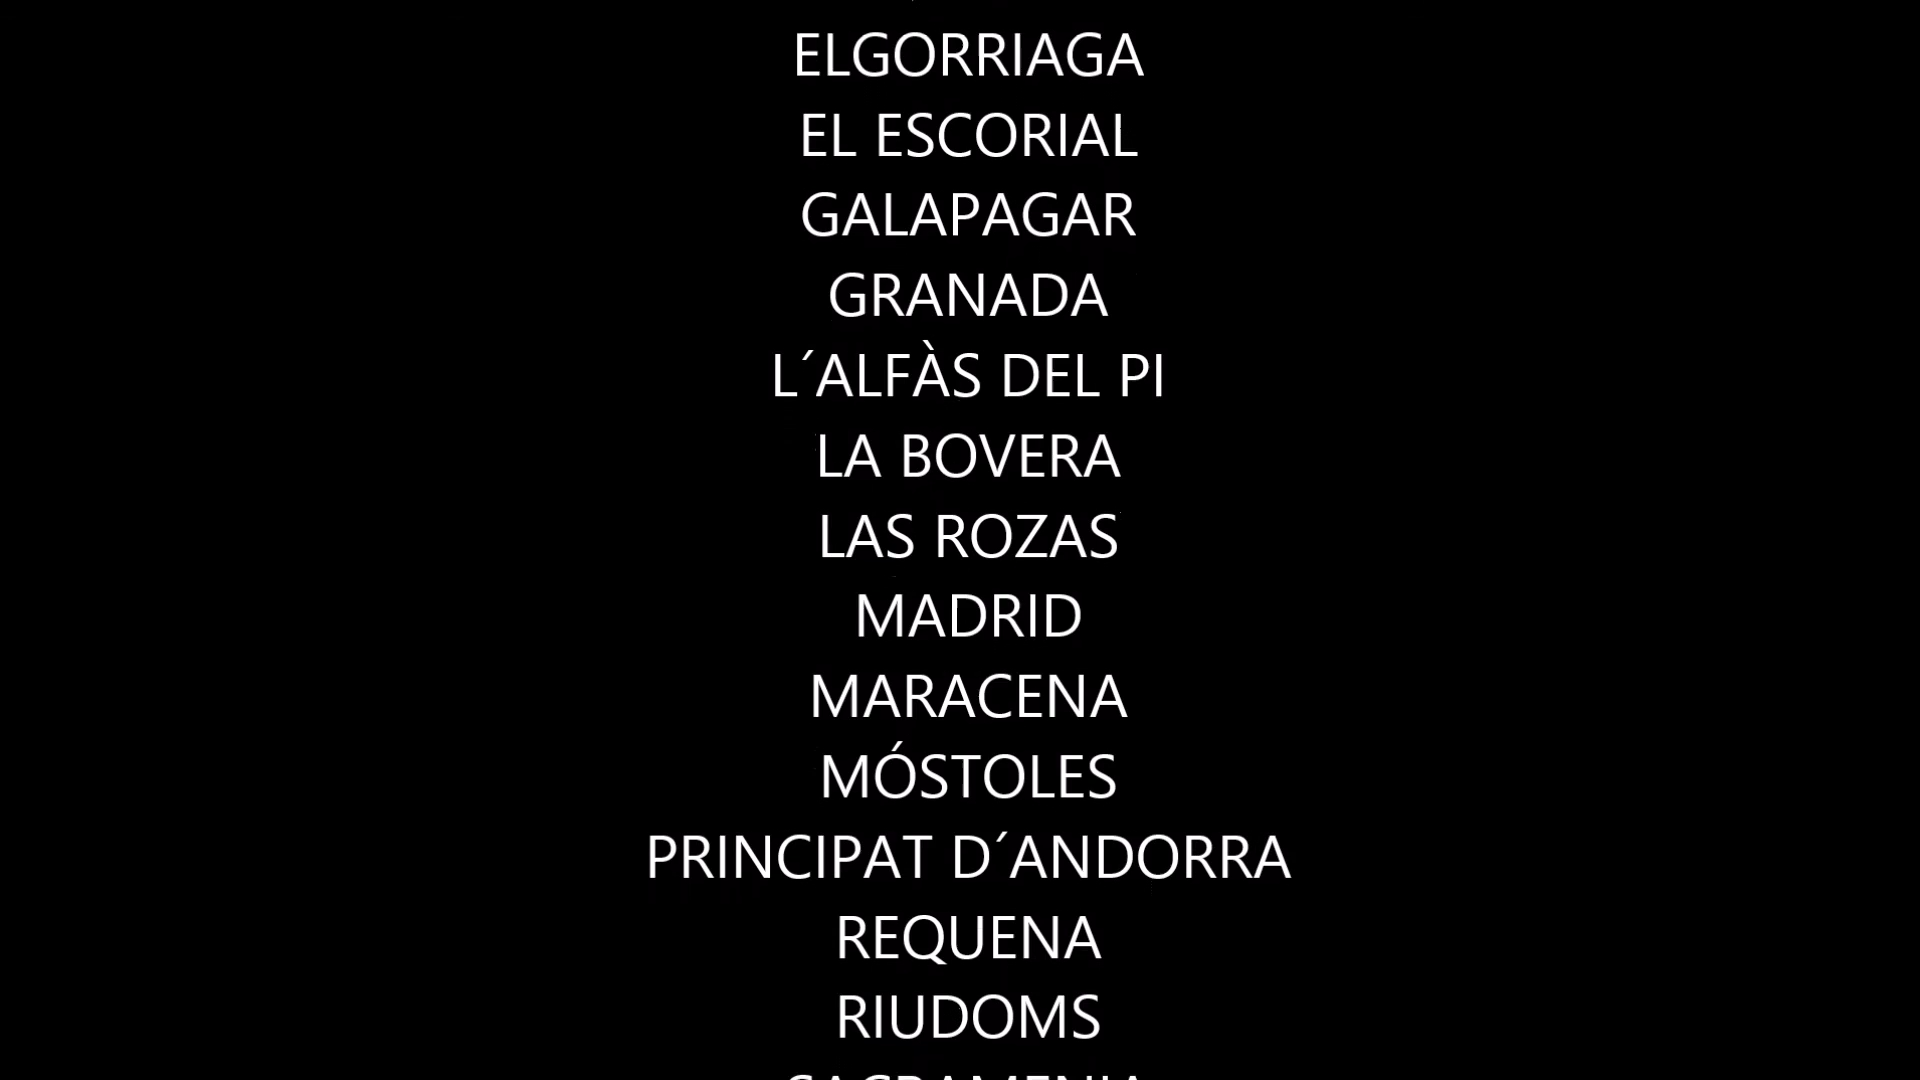 ELGORRIAGA
EL ESCORIAL
GALAPAGAR
GRANADA
L´ALFÀS DEL PI
LA BOVERA
LAS ROZAS
MADRID
MARACENA
MÓSTOLES
PRINCIPAT D´ANDORRA
REQUENA
RIUDOMS